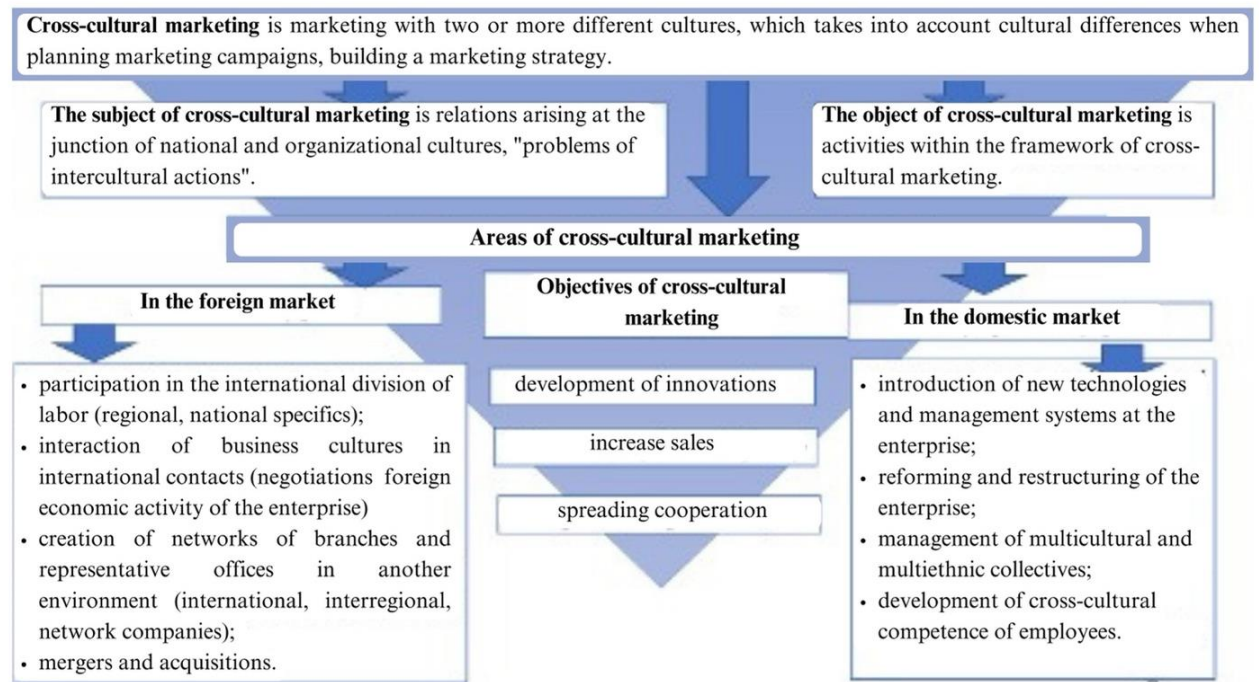 Cross-cultural marketing is marketing with two or more different cultures, which takes into account cultural differences when
planning marketing campaigns, building a marketing strategy.
The subject of cross-cultural marketing is relations arising at the
junction of national and organizational cultures, "problems of
intercultural actions".
The object of cross-cultural marketing is
activities within the framework of cross-
cultural marketing.
Areas of cross-cultural marketing
In the foreign market
• participation in the international division of
labor (regional, national specifics);
• interaction of business cultures in
international contacts (negotiations foreign
economic activity of the enterprise)
• creation of networks of branches and
representative offices in another
environment (international, interregional,
network companies);
• mergers and acquisitions.
Objectives of cross-cultural
marketing
development of innovations
increase sales
spreading cooperation
In the domestic market
• introduction of new technologies
and management systems at the
enterprise;
• reforming and restructuring of the
enterprise;
• management of multicultural and
multiethnic collectives;
• development of cross-cultural
competence of employees.